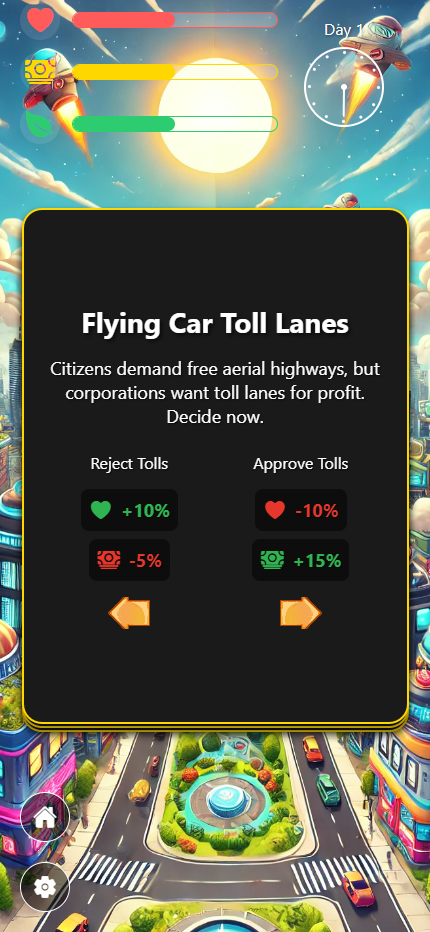 Day 1
Flying Car Toll Lanes
Citizens demand free aerial highways, but
corporations want toll lanes for profit.
Decide now.
Reject Tolls
Approve Tolls
+10%
-10%
-5%
+15%